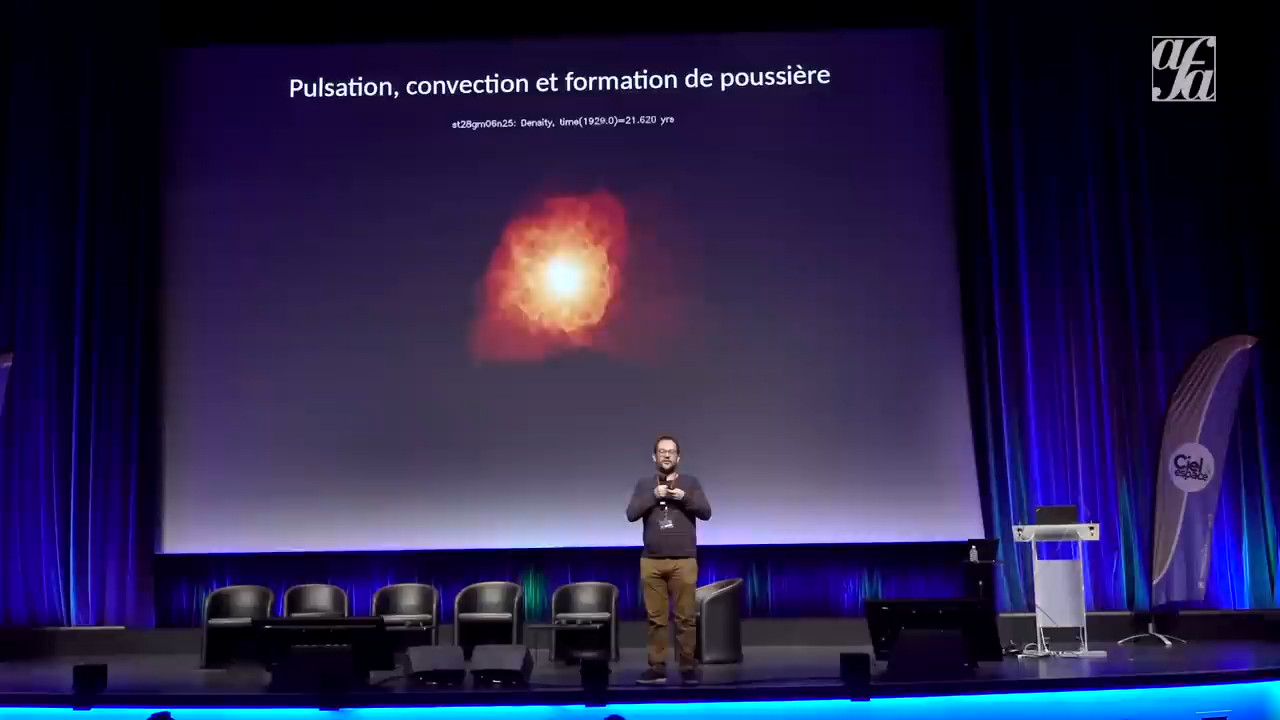 Pulsation, convection et formation de poussière
st28gm06n25: Density, time(1929.0)=21.620 yrs
afa
Ciel & espace